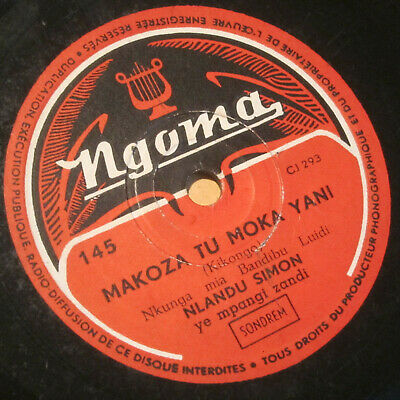 DUPLICATION, EXÉCUTION PUBLIQUE, RADIO-DIFFUSION DE CE DISQUE INTERDITES • TOUS DROITS DU PRODUCTEUR PHONOGRAPHIQUE ET DU PROPRIÉTAIRE DE L'ŒUVRE ENREGISTRÉE RÉSERVÉS •
Ngoma
CJ 293
145
MAKOZA TU MOKA YANI
(Kikongo)
Nkunga mia Bandibu Luidi
NLANDU SIMON
ye mpangi zandi
SONDREM